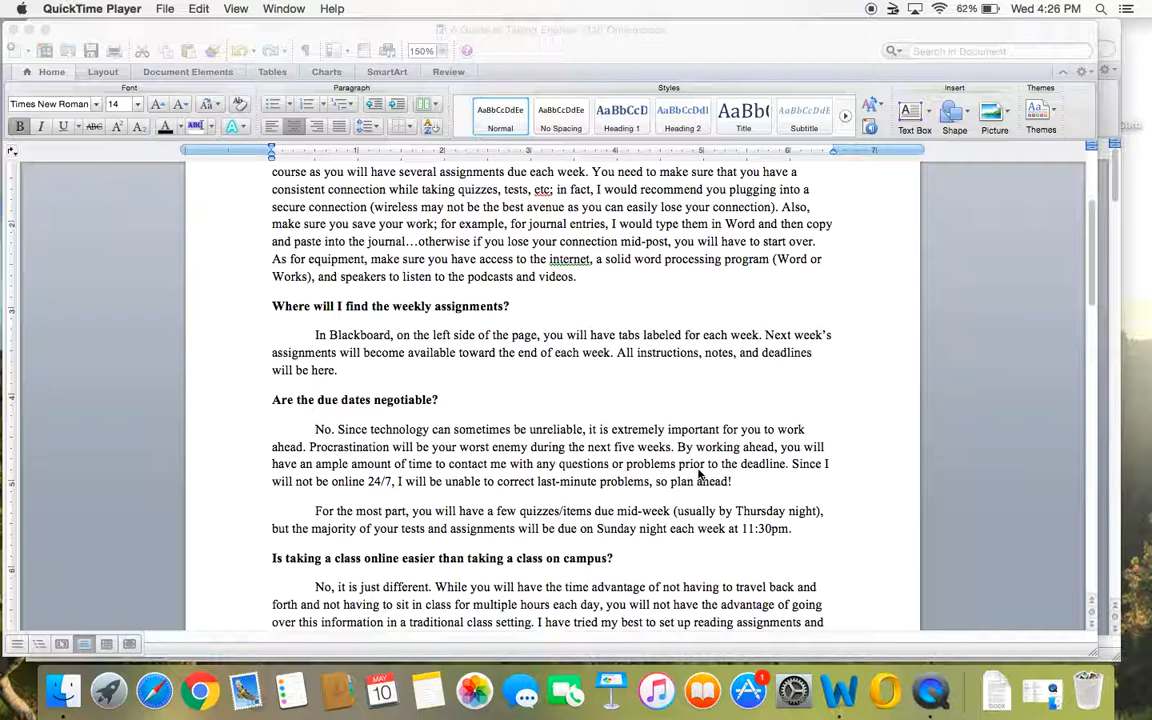 QuickTime Player File Edit View Window Help 62% Wed 4:26 PM
150% Search in Document
Home Layout Document Elements Tables Charts SmartArt Review
Font Paragraph Styles Insert Themes
Times New Roman 14 AaBbCcDdEe AaBbCcDdEe AaBbCcD AaBbCcDdI AaBb( AaBbCcDdE
B I U ABC A² A₂ Normal No Spacing Heading 1 Heading 2 Title Subtitle Text Box Shape Picture Themes
1 2 3 4 5 6 7
course as you will have several assignments due each week. You need to make sure that you have a
consistent connection while taking quizzes, tests, etc; in fact, I would recommend you plugging into a
secure connection (wireless may not be the best avenue as you can easily lose your connection). Also,
make sure you save your work; for example, for journal entries, I would type them in Word and then copy
and paste into the journal…otherwise if you lose your connection mid-post, you will have to start over.
As for equipment, make sure you have access to the internet, a solid word processing program (Word or
Works), and speakers to listen to the podcasts and videos.
Where will I find the weekly assignments?
In Blackboard, on the left side of the page, you will have tabs labeled for each week. Next week's
assignments will become available toward the end of each week. All instructions, notes, and deadlines
will be here.
Are the due dates negotiable?
No. Since technology can sometimes be unreliable, it is extremely important for you to work
ahead. Procrastination will be your worst enemy during the next five weeks. By working ahead, you will
have an ample amount of time to contact me with any questions or problems prior to the deadline. Since I
will not be online 24/7, I will be unable to correct last-minute problems, so plan ahead!
For the most part, you will have a few quizzes/items due mid-week (usually by Thursday night),
but the majority of your tests and assignments will be due on Sunday night each week at 11:30pm.
Is taking a class online easier than taking a class on campus?
No, it is just different. While you will have the time advantage of not having to travel back and
forth and not having to sit in class for multiple hours each day, you will not have the advantage of going
over this information in a traditional class setting. I have tried my best to set up reading assignments and
MAY
10
1